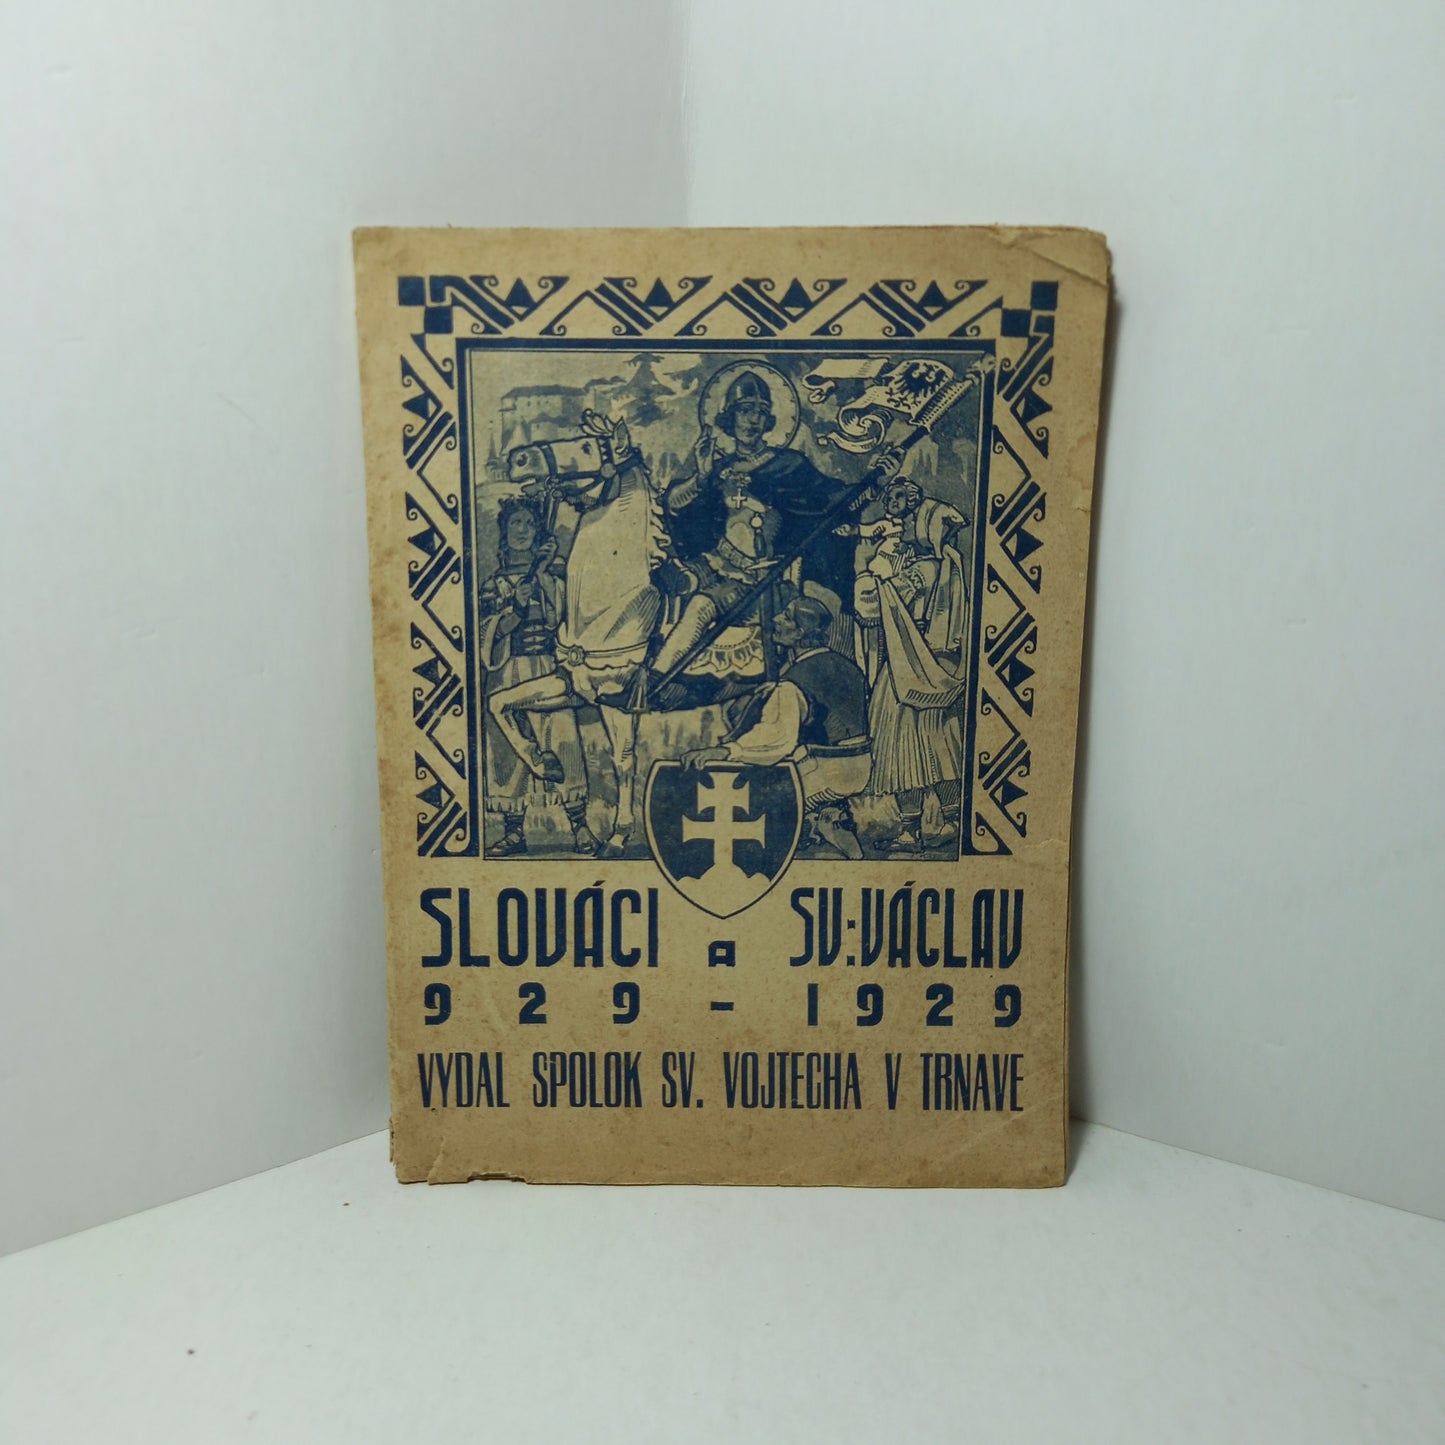 SLOVÁCI a SV: VÁCLAV
929 - 1929
VYDAL SPOLOK SV. VOJTECHA V TRNAVE